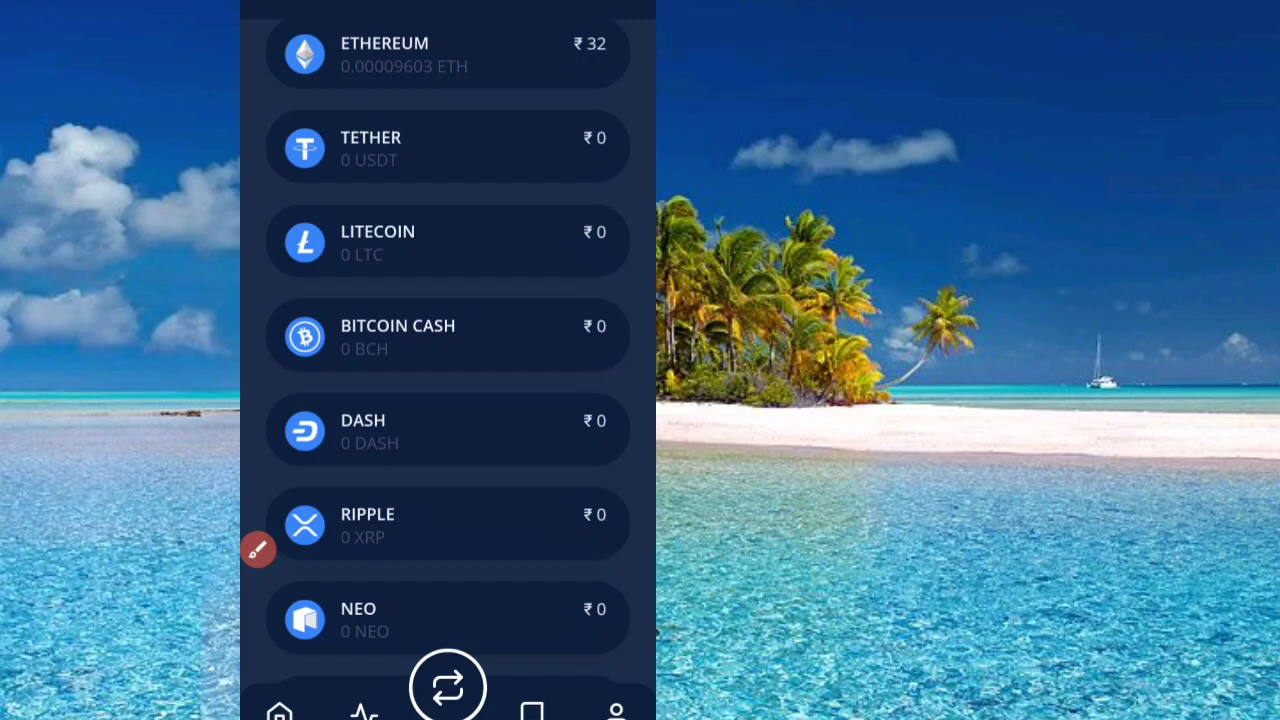 ETHEREUM ₹ 32
0.00009603 ETH
TETHER ₹ 0
0 USDT
LITECOIN ₹ 0
0 LTC
BITCOIN CASH ₹ 0
0 BCH
DASH ₹ 0
0 DASH
RIPPLE ₹ 0
0 XRP
NEO ₹ 0
0 NEO